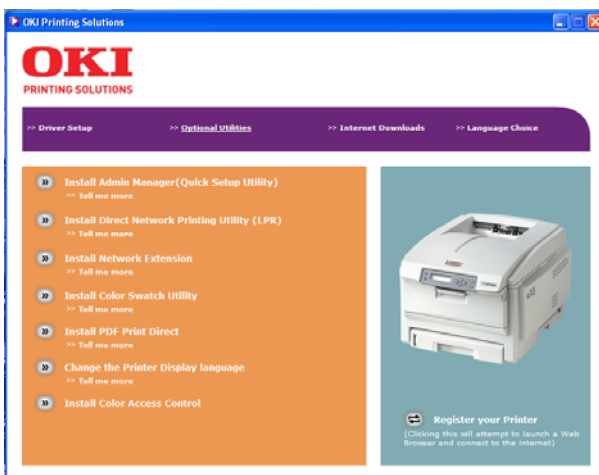 OKI Printing Solutions
OKI
PRINTING SOLUTIONS
>> Driver Setup >> Optional Utilities >> Internet Downloads >> Language Choice
Install Admin Manager(Quick Setup Utility)
>> Tell me more
Install Direct Network Printing Utility (LPR)
>> Tell me more
Install Network Extension
>> Tell me more
Install Color Swatch Utility
>> Tell me more
Install PDF Print Direct
>> Tell me more
Change the Printer Display language
>> Tell me more
Install Color Access Control
Register your Printer
(Clicking this will attempt to launch a Web
Browser and connect to the internet)